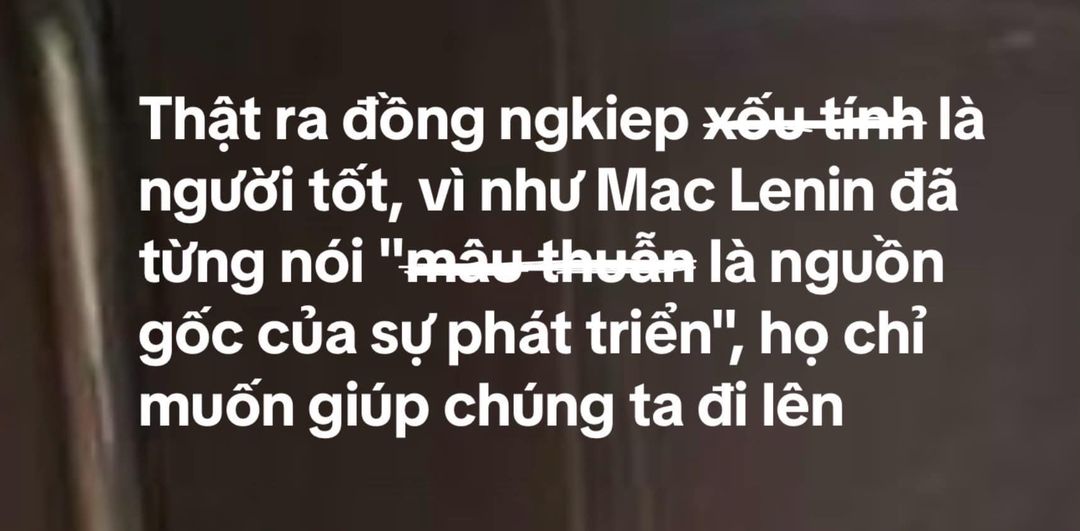 Thật ra đồng ngkiep xấu tính là
người tốt, vì như Mac Lenin đã
từng nói "mâu thuẫn là nguồn
gốc của sự phát triển", họ chỉ
muốn giúp chúng ta đi lên